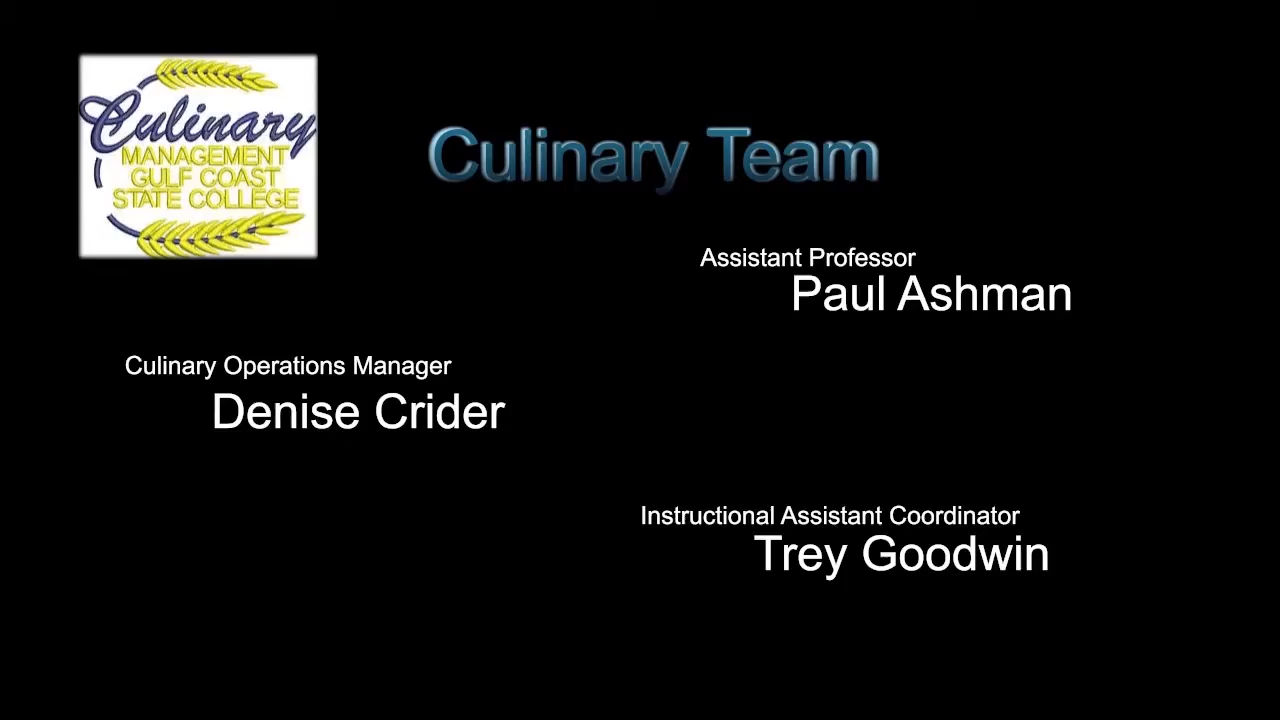 Culinary
MANAGEMENT
GULF COAST
STATE COLLEGE
Culinary Team
Assistant Professor
Paul Ashman
Culinary Operations Manager
Denise Crider
Instructional Assistant Coordinator
Trey Goodwin